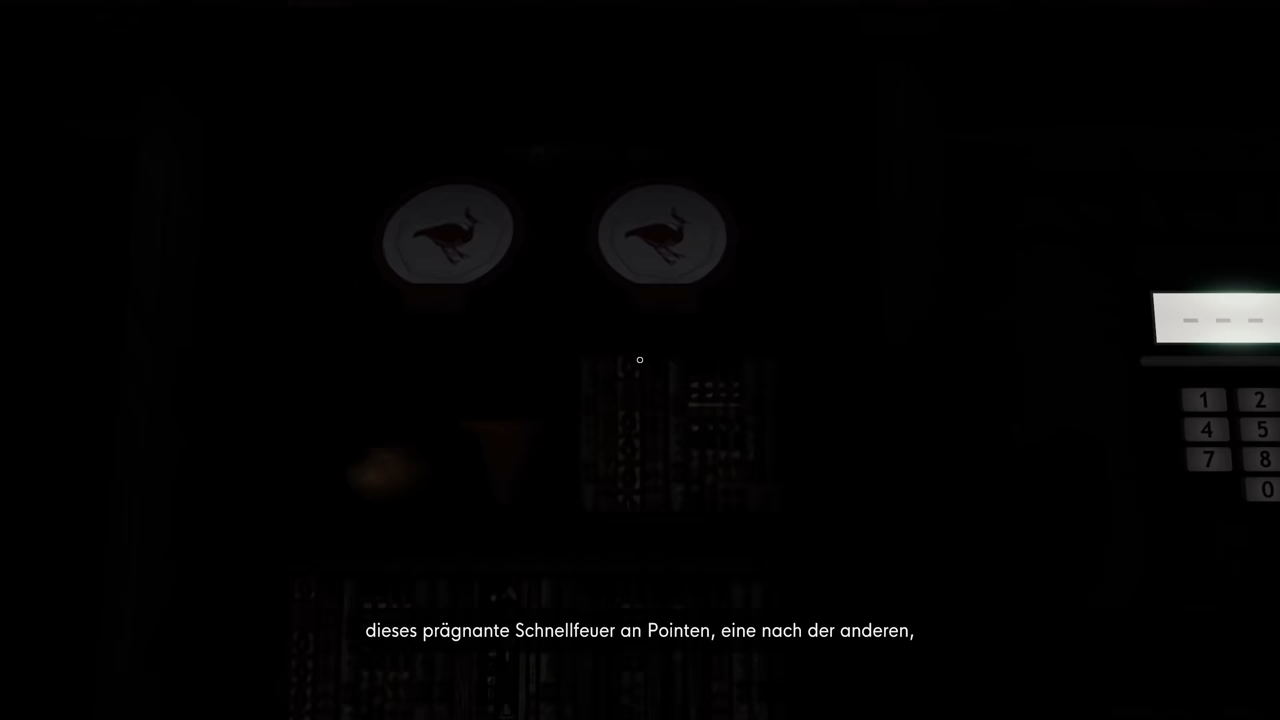 - - -
1 2
4 5
7 8
0
dieses prägnante Schnellfeuer an Pointen, eine nach der anderen,